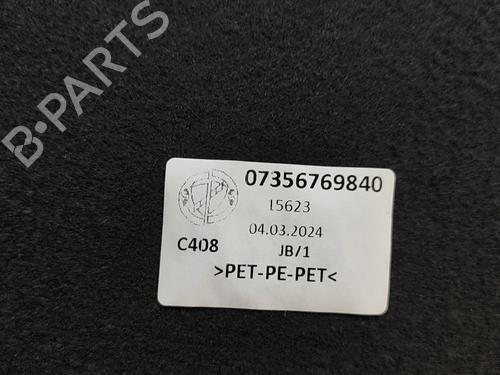 B-PARTS
07356769840
15623
04.03.2024
C408 JB/1
>PET-PE-PET<